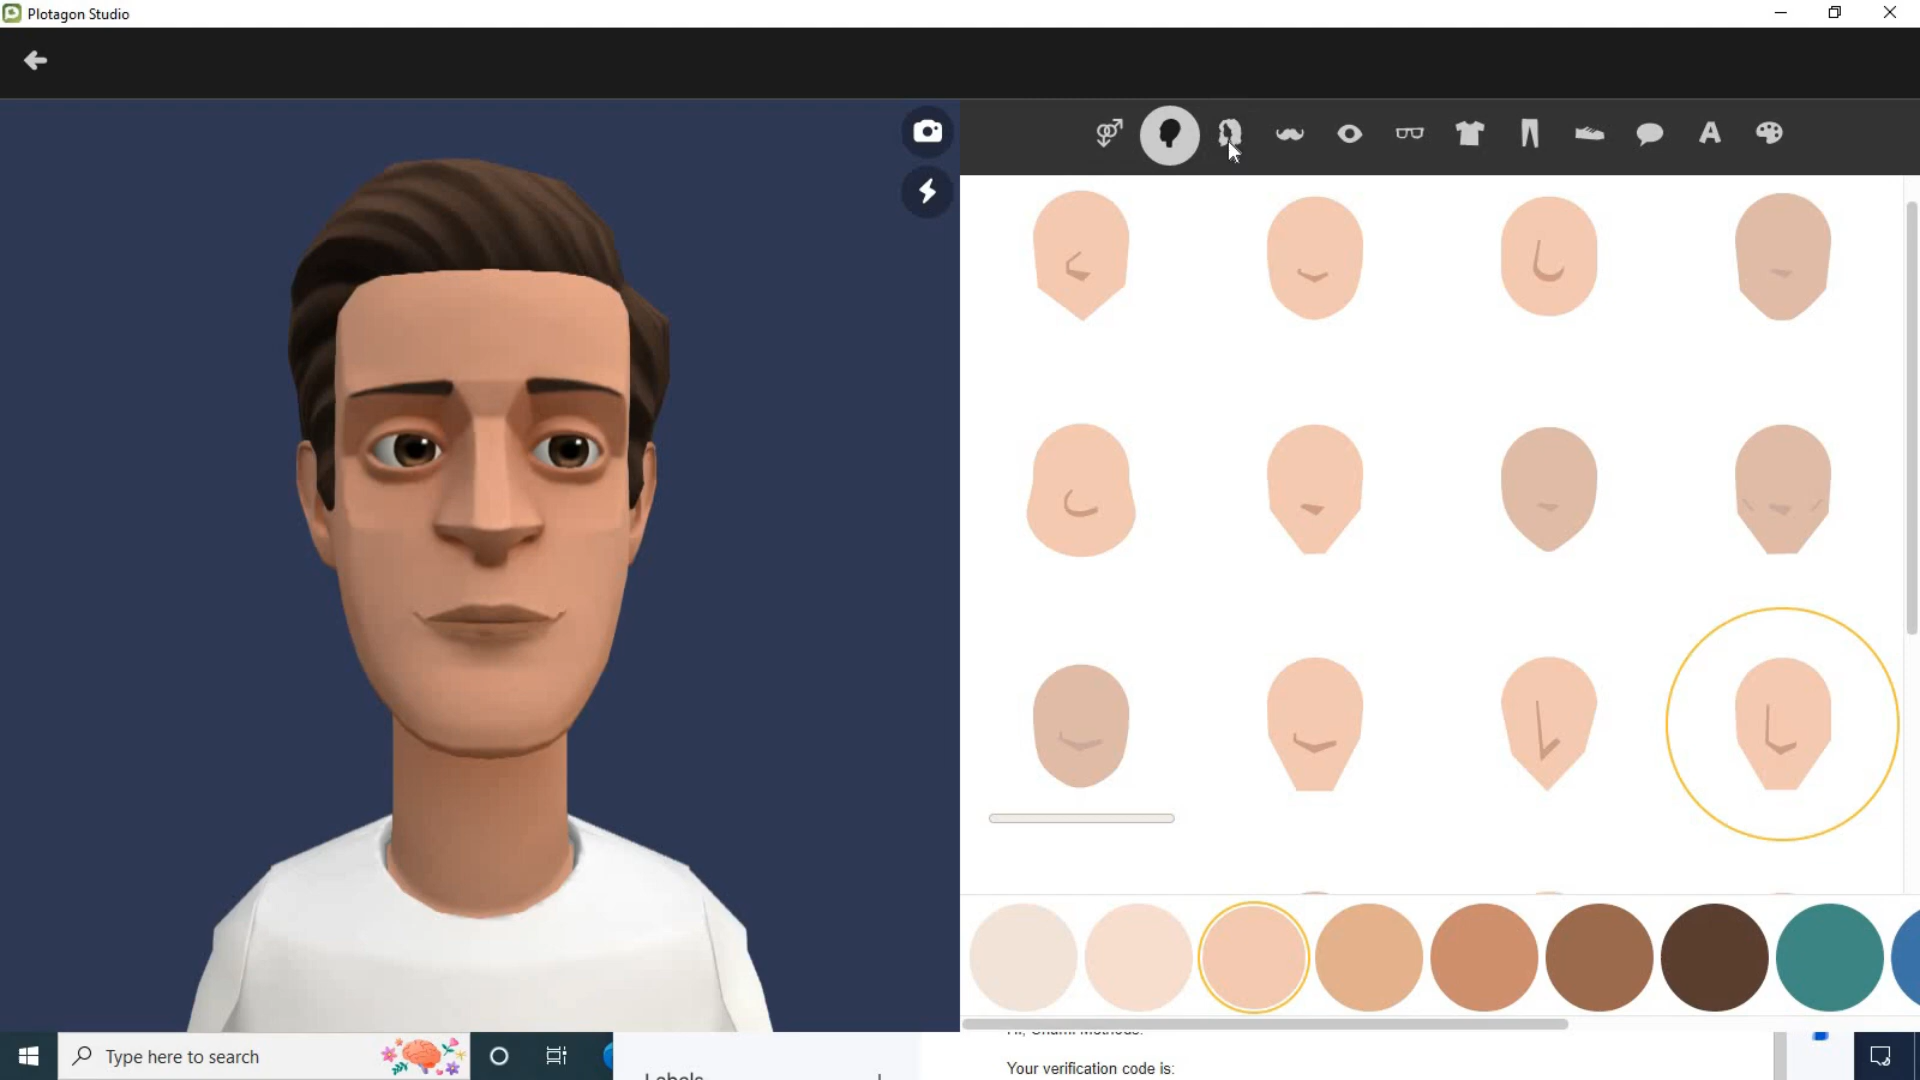 Plotagon Studio
A
Type here to search
Your verification code is: